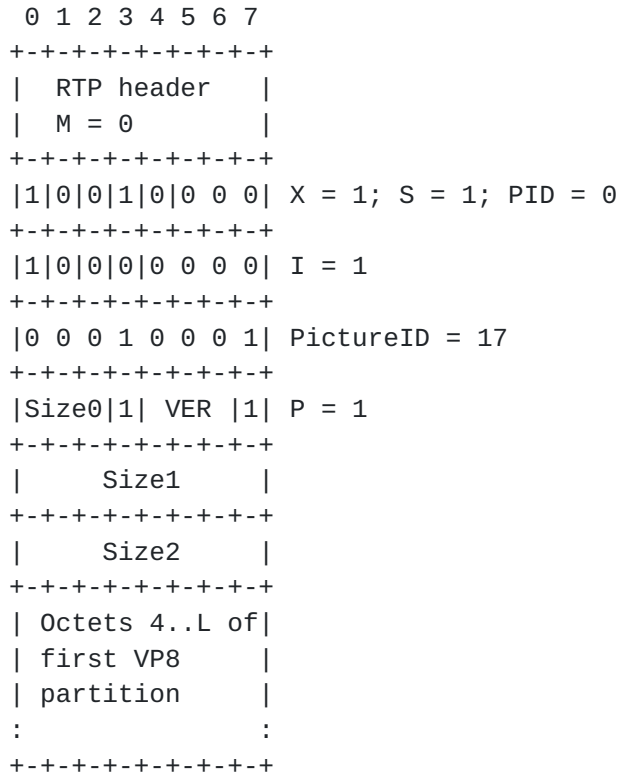 0 1 2 3 4 5 6 7
+-+-+-+-+-+-+-+-+
|  RTP header   |
|  M = 0        |
+-+-+-+-+-+-+-+-+
|1|0|0|1|0|0 0 0| X = 1; S = 1; PID = 0
+-+-+-+-+-+-+-+-+
|1|0|0|0|0 0 0 0| I = 1
+-+-+-+-+-+-+-+-+
|0 0 0 1 0 0 0 1| PictureID = 17
+-+-+-+-+-+-+-+-+
|Size0|1| VER |1| P = 1
+-+-+-+-+-+-+-+-+
|     Size1     |
+-+-+-+-+-+-+-+-+
|     Size2     |
+-+-+-+-+-+-+-+-+
| Octets 4..L of|
| first VP8     |
| partition     |
:               :
+-+-+-+-+-+-+-+-+